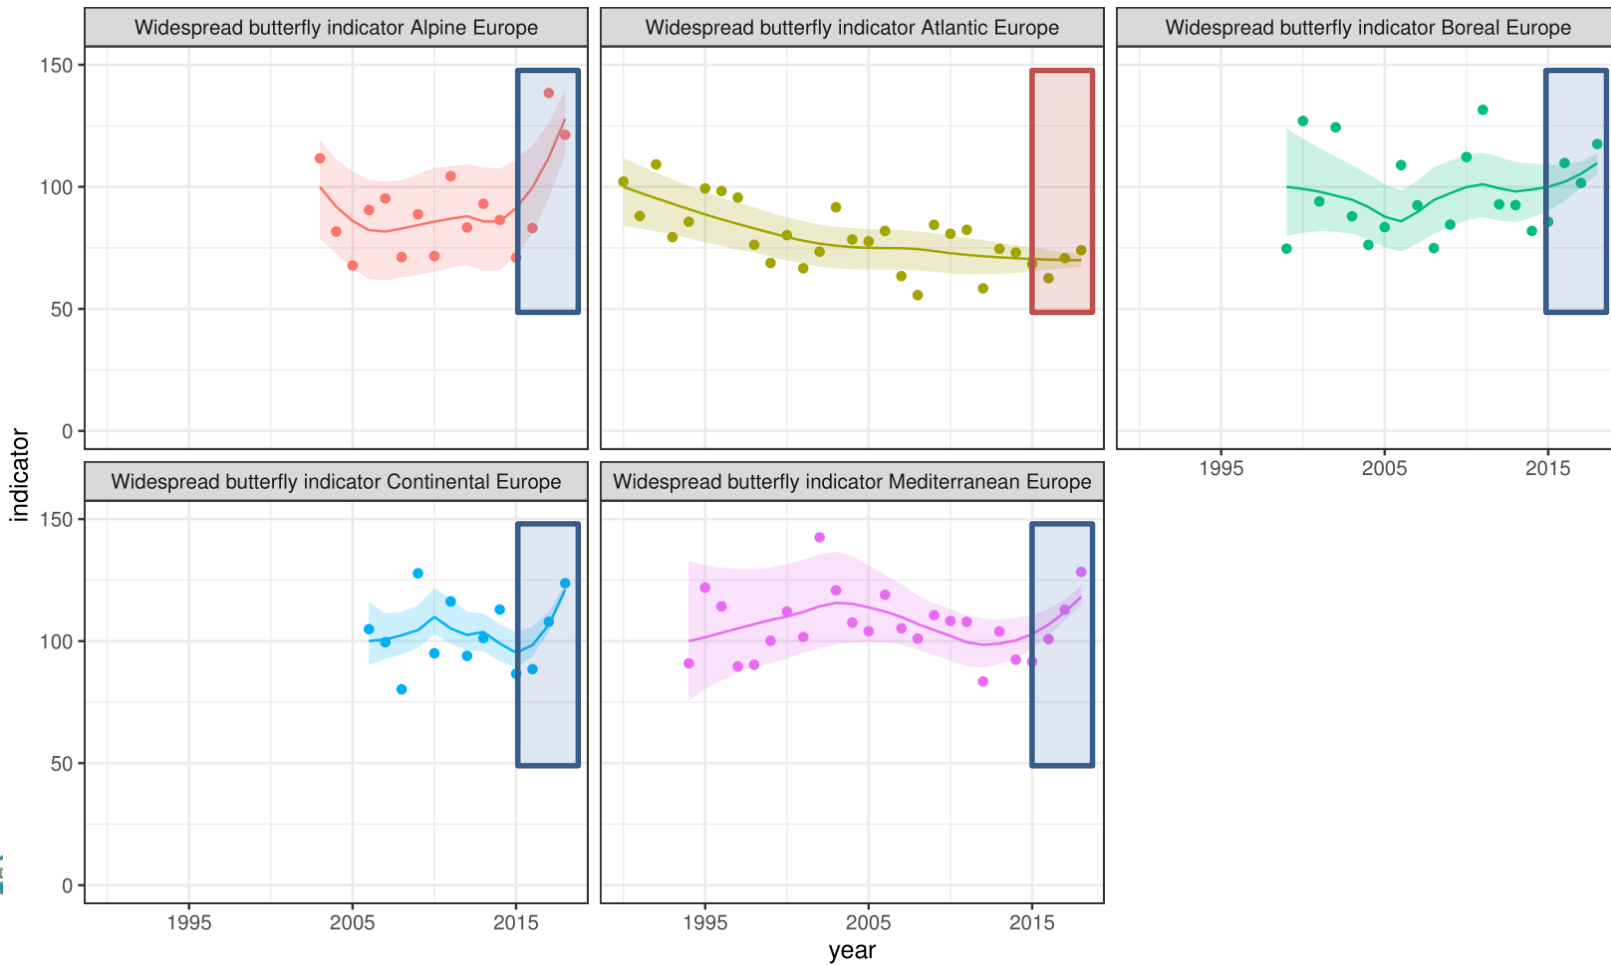 Widespread butterfly indicator Alpine Europe
Widespread butterfly indicator Atlantic Europe
Widespread butterfly indicator Boreal Europe
150
100
50
0
1995 2005 2015
indicator
Widespread butterfly indicator Continental Europe
Widespread butterfly indicator Mediterranean Europe
150
100
50
0
1995 2005 2015
1995 2005 2015
year